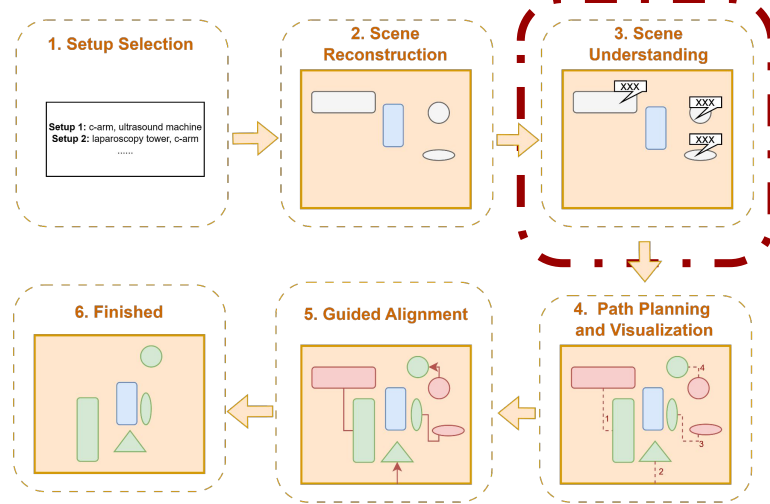 1. Setup Selection
Setup 1: c-arm, ultrasound machine
Setup 2: laparoscopy tower, c-arm
......
2. Scene
Reconstruction
3. Scene
Understanding
XXX
XXX
XXX
4. Path Planning
and Visualization
4
1
3
2
5. Guided Alignment
6. Finished